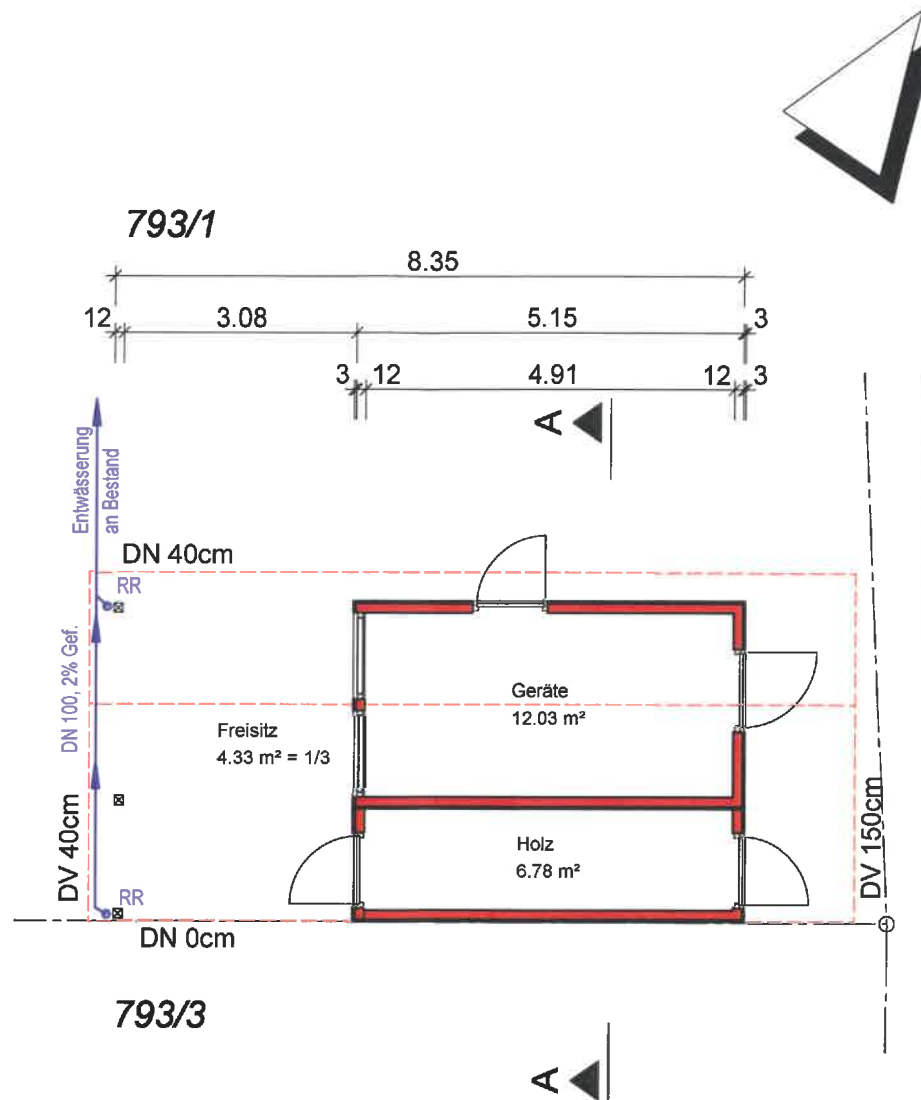 793/1
8.35
12 3.08 5.15 3
3 12 4.91 12 3
A
Entwässerung
an Bestand
DN 40cm
RR
DN 100, 2% Gef.
Geräte
12.03 m²
Freisitz
4.33 m² = 1/3
DV 40cm
DV 150cm
Holz
6.78 m²
RR
DN 0cm
793/3
A